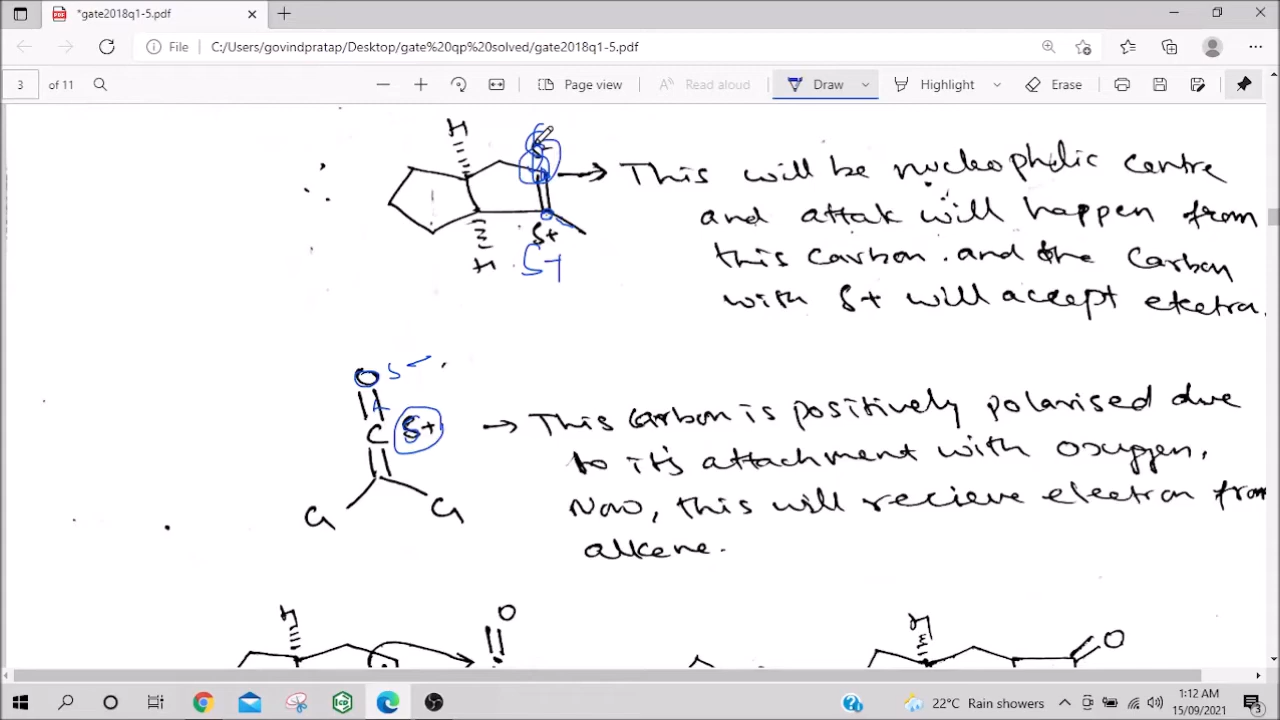 *gate2018q1-5.pdf
File C:/Users/govindpratap/Desktop/gate%20qp%20solved/gate2018q1-5.pdf
3 of 11 Page view Read aloud Draw Highlight Erase
H
This will be nucleophilic centre
and attak will happen from
δ+
this carbon. and the carbon
H δ+
with δ+ will accept
O δ-
C δ+ → This carbon is positively polarised due
to it's attachment with oxygen,
Cl Cl
Now, this will recieve electron from
alkene.
H O
H O
22°C Rain showers
1:12 AM
15/09/2021
3